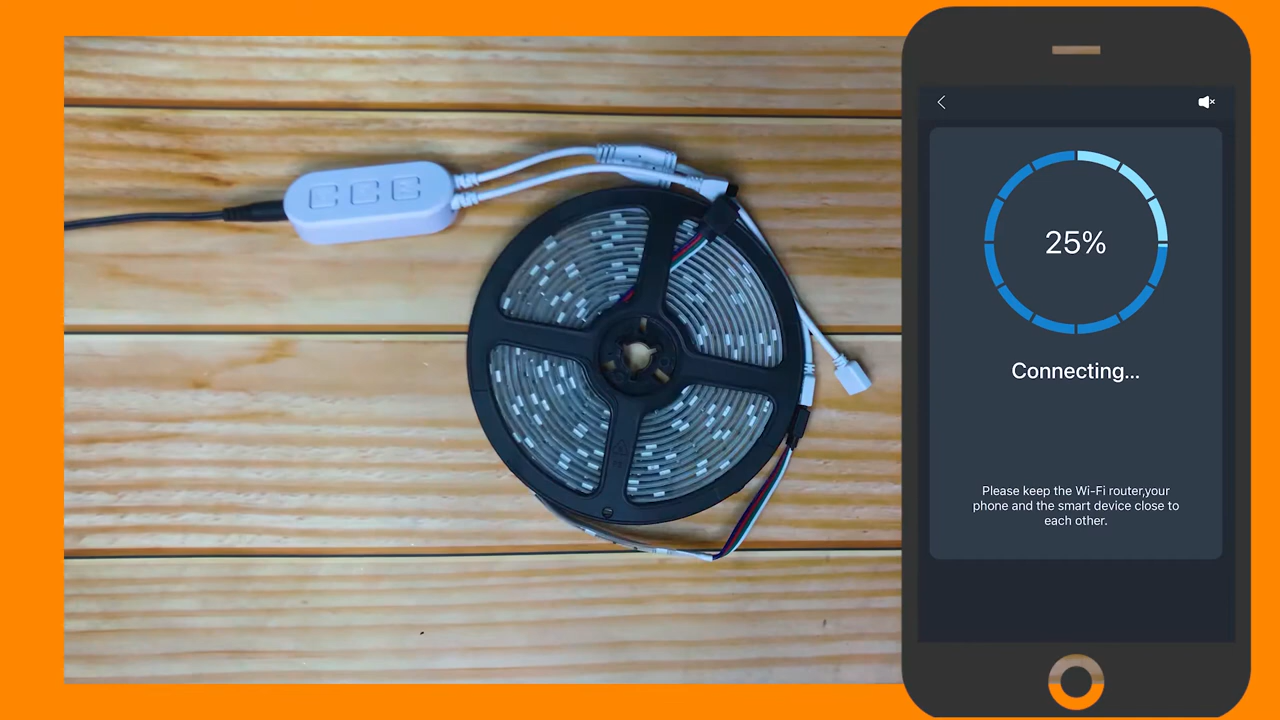 25%
Connecting...
Please keep the Wi-Fi router,your
phone and the smart device close to
each other.